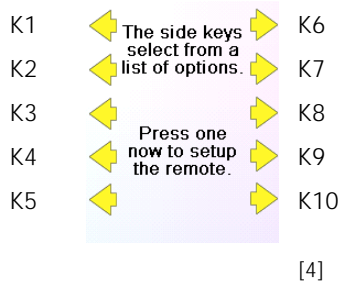 K1
K2
K3
K4
K5
The side keys
select from a
list of options.
Press one
now to setup
the remote.
K6
K7
K8
K9
K10
[4]